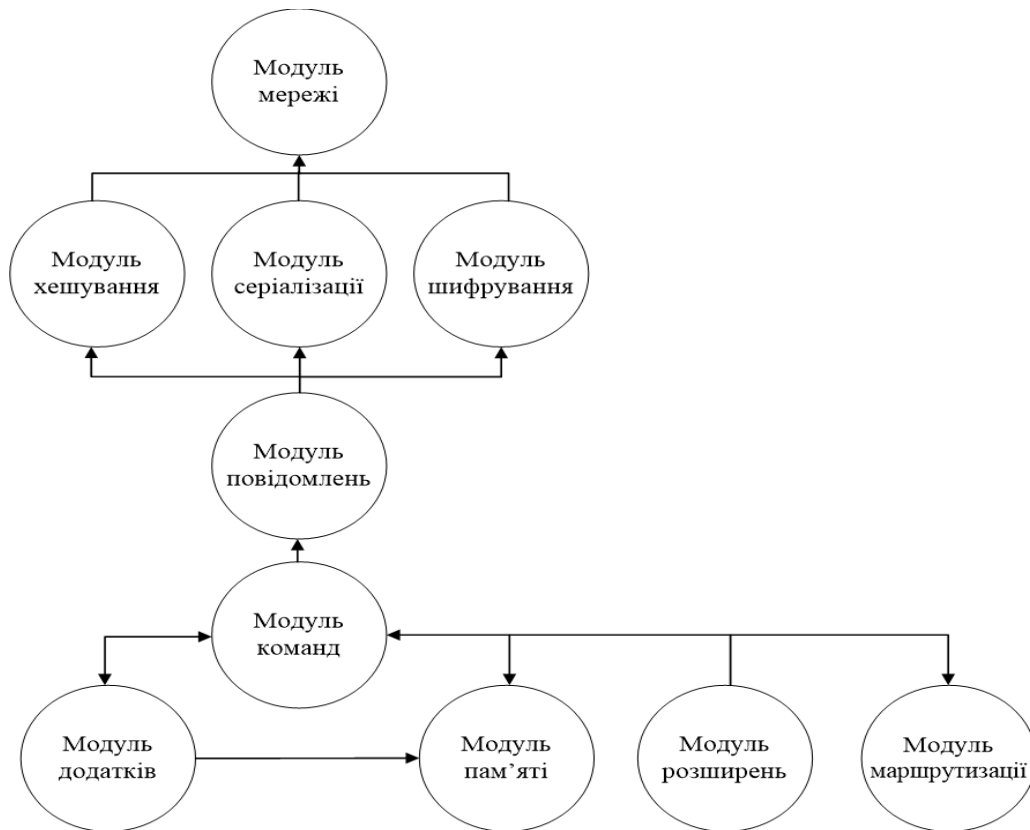 Модуль
мережі
Модуль
хешування
Модуль
серіалізації
Модуль
шифрування
Модуль
повідомлень
Модуль
команд
Модуль
додатків
Модуль
пам’яті
Модуль
розширень
Модуль
маршрутизації